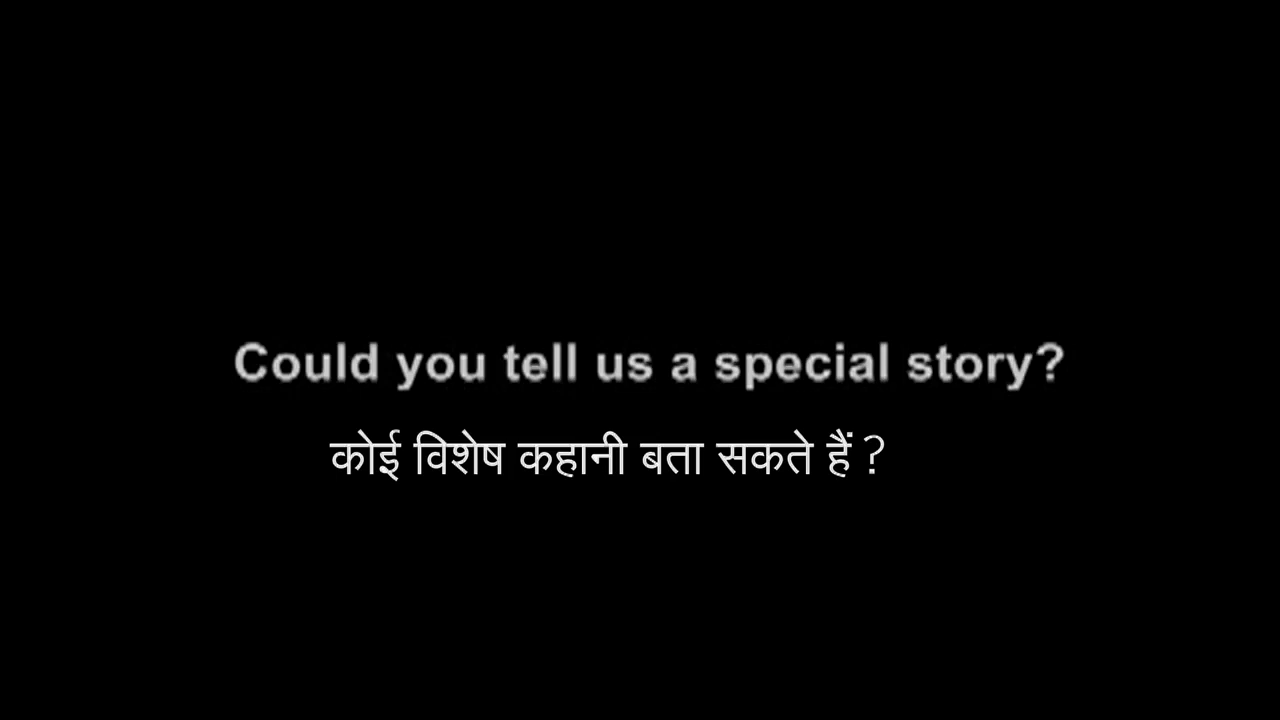 Could you tell us a special story?
कोई विशेष कहानी बता सकते हैं ?